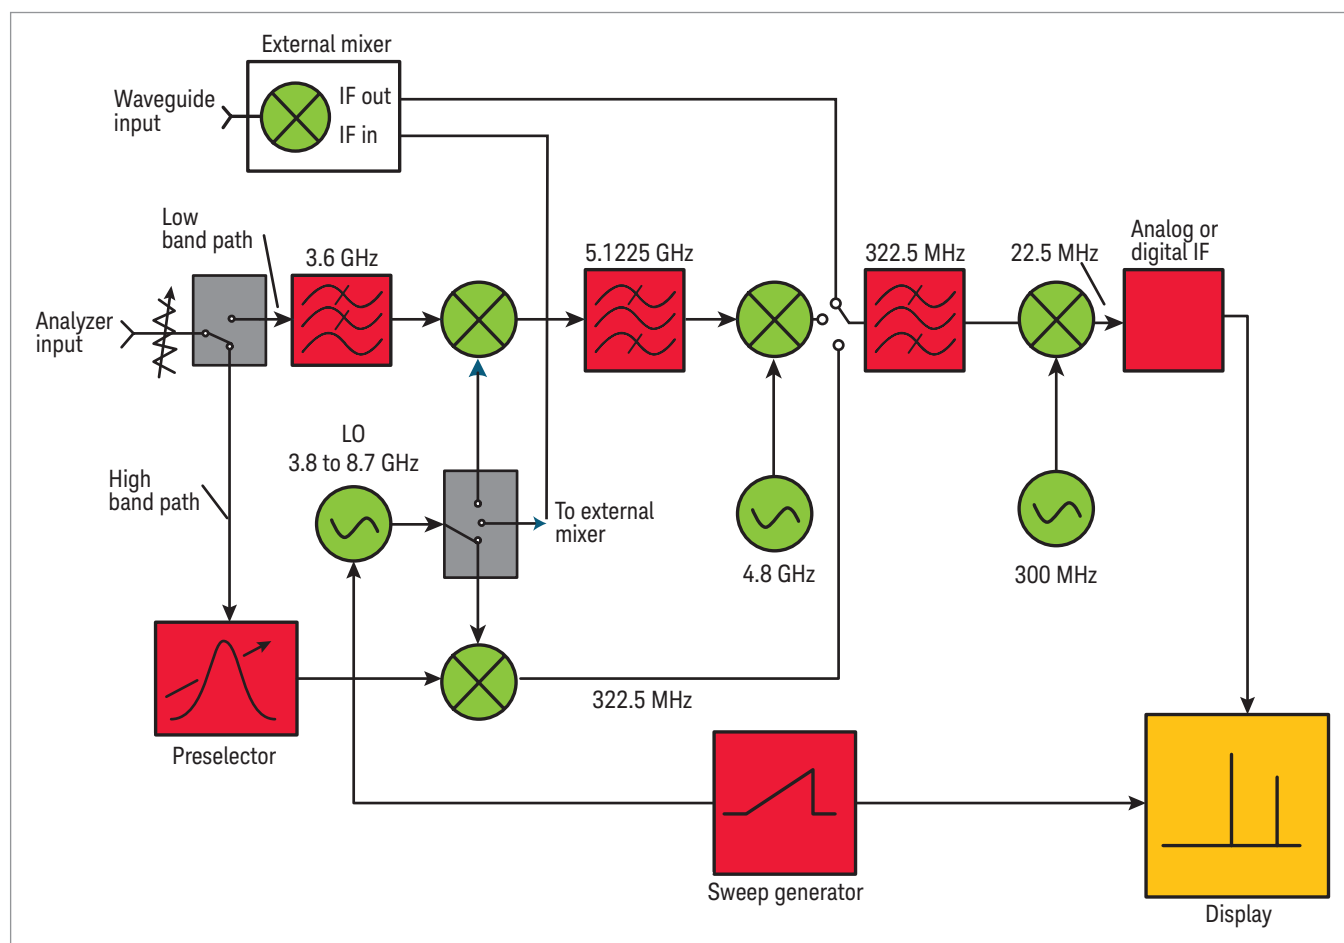 External mixer
Waveguide
input
IF out
IF in
Low
band path
3.6 GHz
5.1225 GHz
322.5 MHz
22.5 MHz
Analog or
digital IF
Analyzer
input
LO
3.8 to 8.7 GHz
High
band path
To external
mixer
4.8 GHz
300 MHz
322.5 MHz
Preselector
Sweep generator
Display